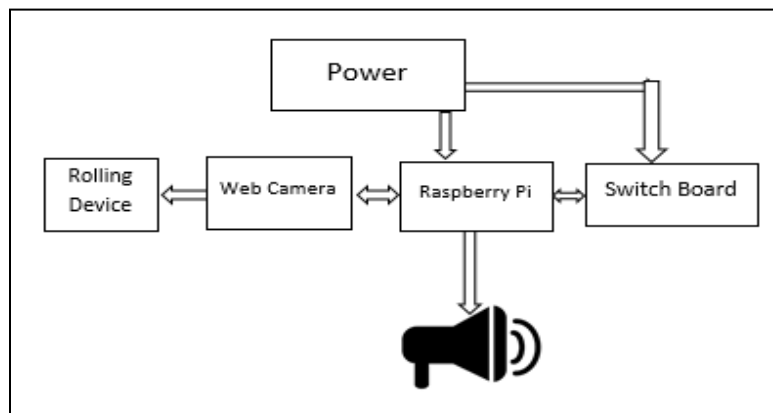 Power
Rolling
Device
Web Camera
Raspberry Pi
Switch Board